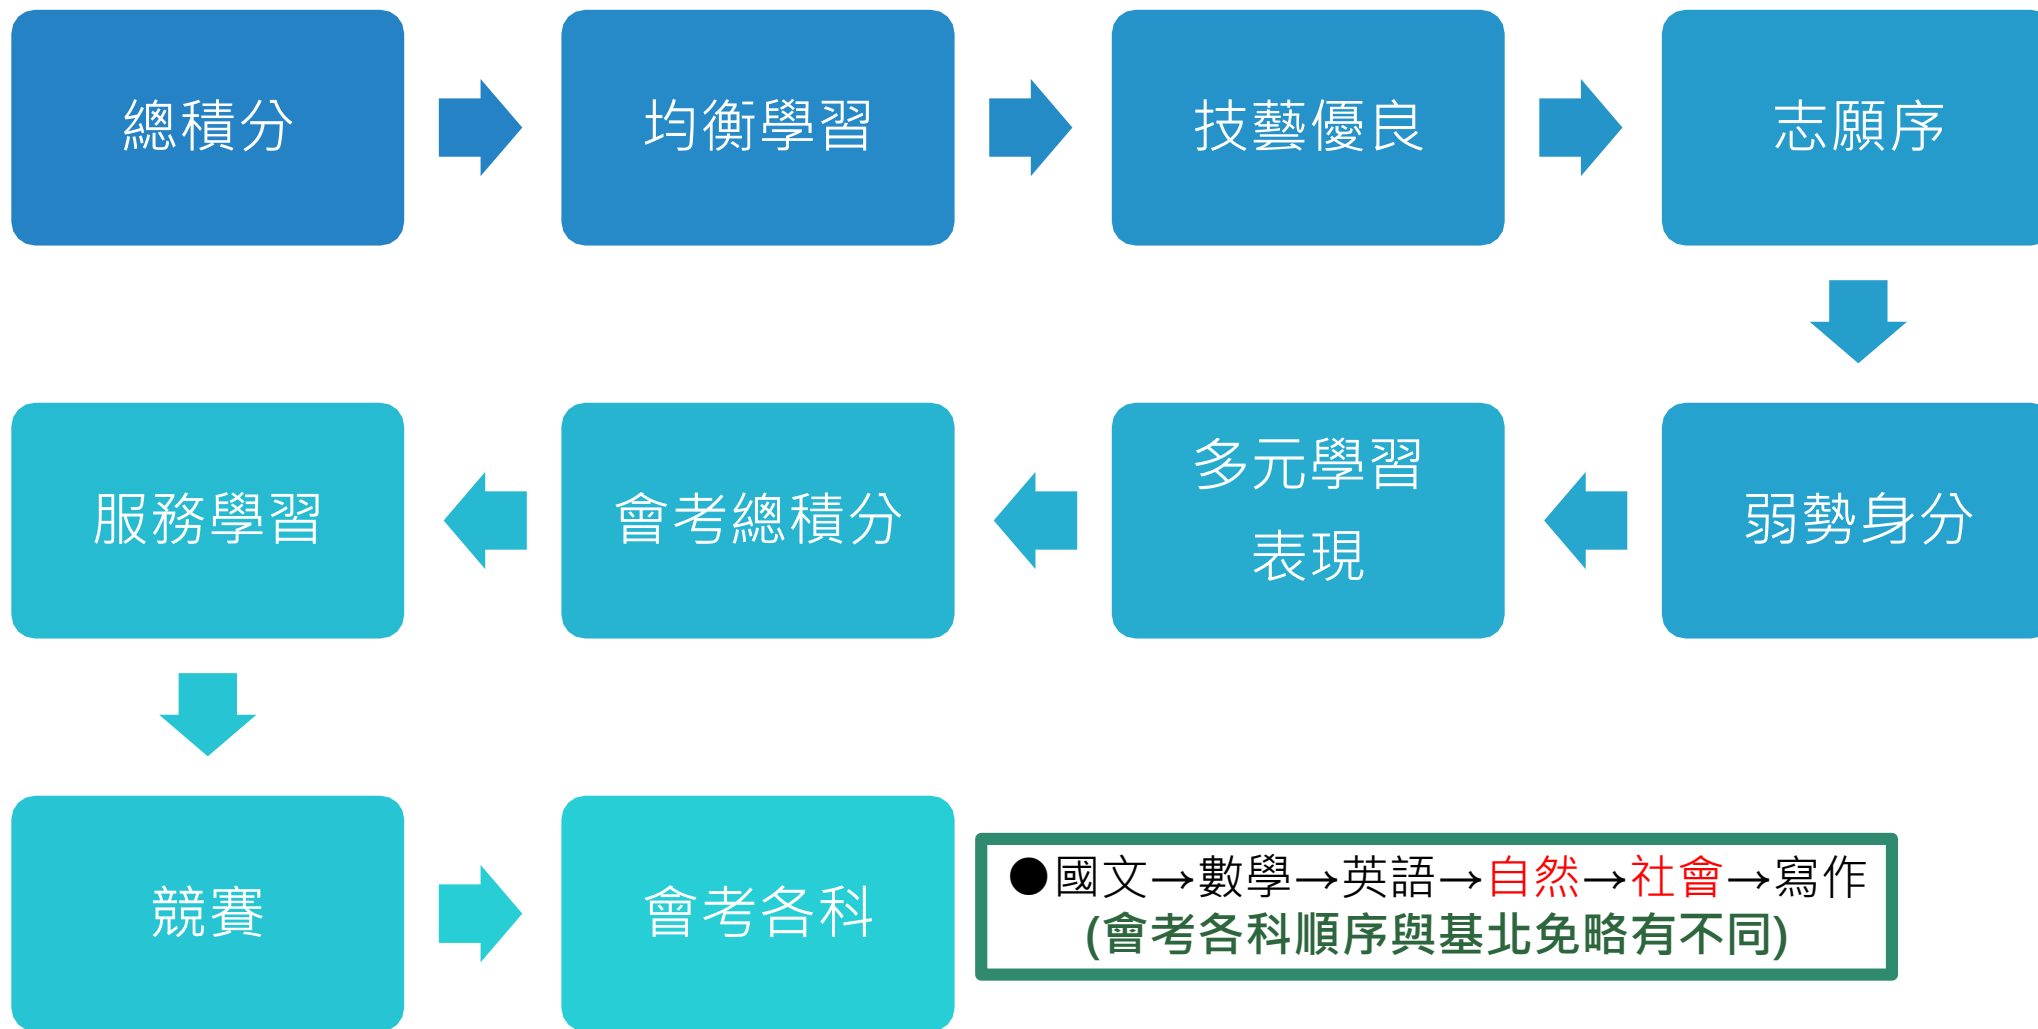 總積分
均衡學習
技藝優良
志願序
弱勢身分
多元學習
表現
會考總積分
服務學習
競賽
會考各科
●國文→數學→英語→自然→社會→寫作
(會考各科順序與基北免略有不同)